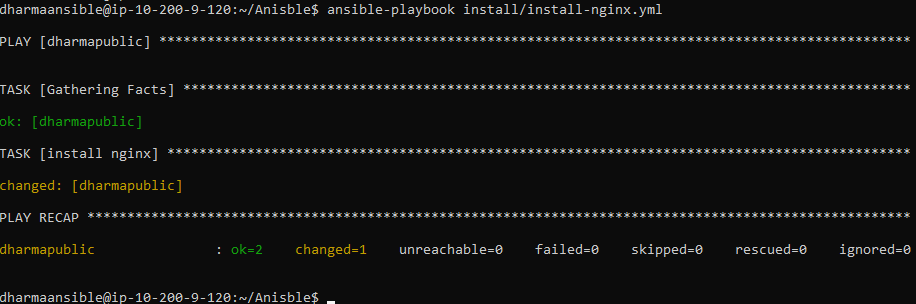 dharmaansible@ip-10-200-9-120:~/Anisble$ ansible-playbook install/install-nginx.yml
PLAY [dharmapublic] **********************************************************************************************
TASK [Gathering Facts] *******************************************************************************************
ok: [dharmapublic]
TASK [install nginx] *********************************************************************************************
changed: [dharmapublic]
PLAY RECAP *******************************************************************************************************
dharmapublic               : ok=2    changed=1    unreachable=0    failed=0    skipped=0    rescued=0    ignored=0
dharmaansible@ip-10-200-9-120:~/Anisble$